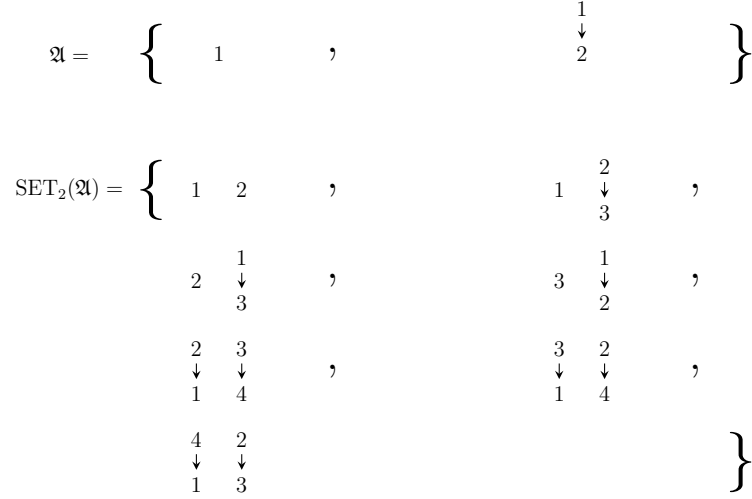 1
↓
𝔄 = { 1 , 2 }
2
SET₂(𝔄) = { 1 2 , 1 ↓ ,
3
1 1
2 ↓ , 3 ↓ ,
3 2
2 3 3 2
↓ ↓ , ↓ ↓ ,
1 4 1 4
4 2
↓ ↓ }
1 3